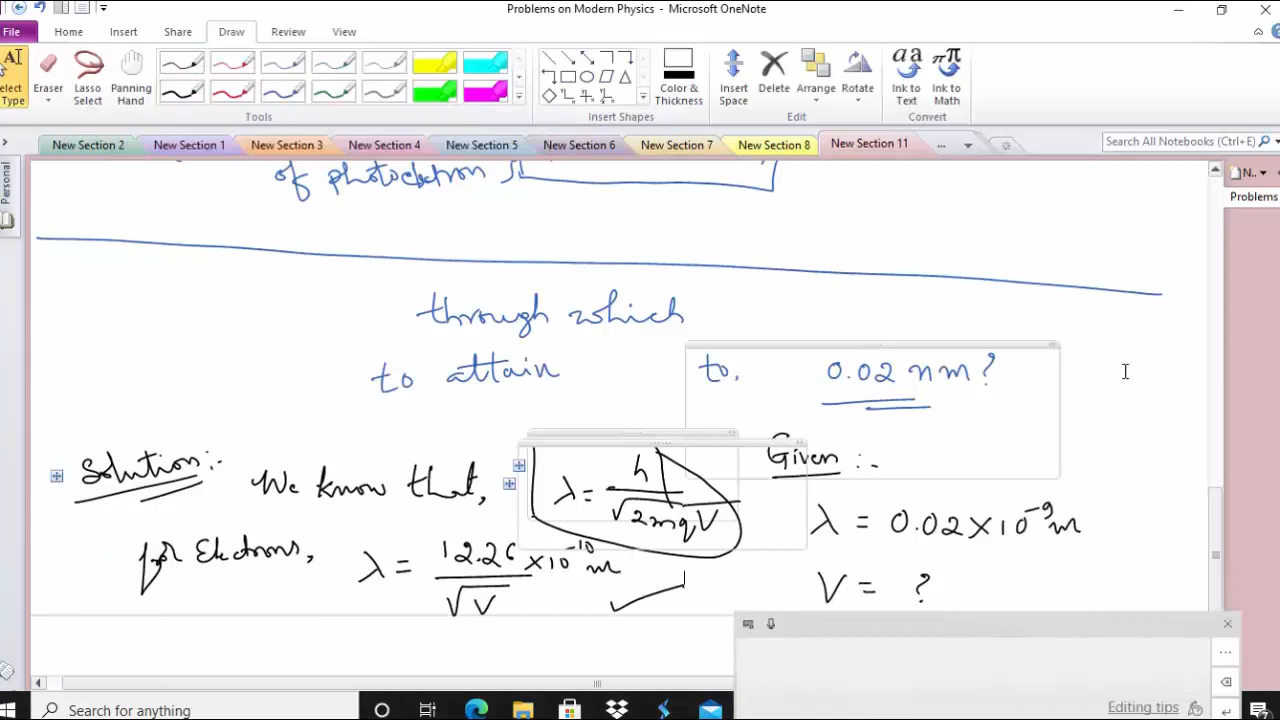 Problems on Modern Physics - Microsoft OneNote
File Home Insert Share Draw Review View
Select Type Eraser Lasso Select Panning Hand Color & Thickness Insert Space Delete Arrange Rotate Ink to Text Ink to Math
Tools Insert Shapes Edit Convert
New Section 2 New Section 1 New Section 3 New Section 4 New Section 5 New Section 6 New Section 7 New Section 8 New Section 11 ... Search All Notebooks (Ctrl+E)
Personal
N..
Problems
of photoelectron
through which
to attain to. 0.02 nm?
Solution:- We know that, λ = h/√2mqV Given :-
λ = 0.02×10⁻⁹m
for Electrons, λ = 12.26/√V ×10⁻¹⁰ m
V = ?
Editing tips
Search for anything